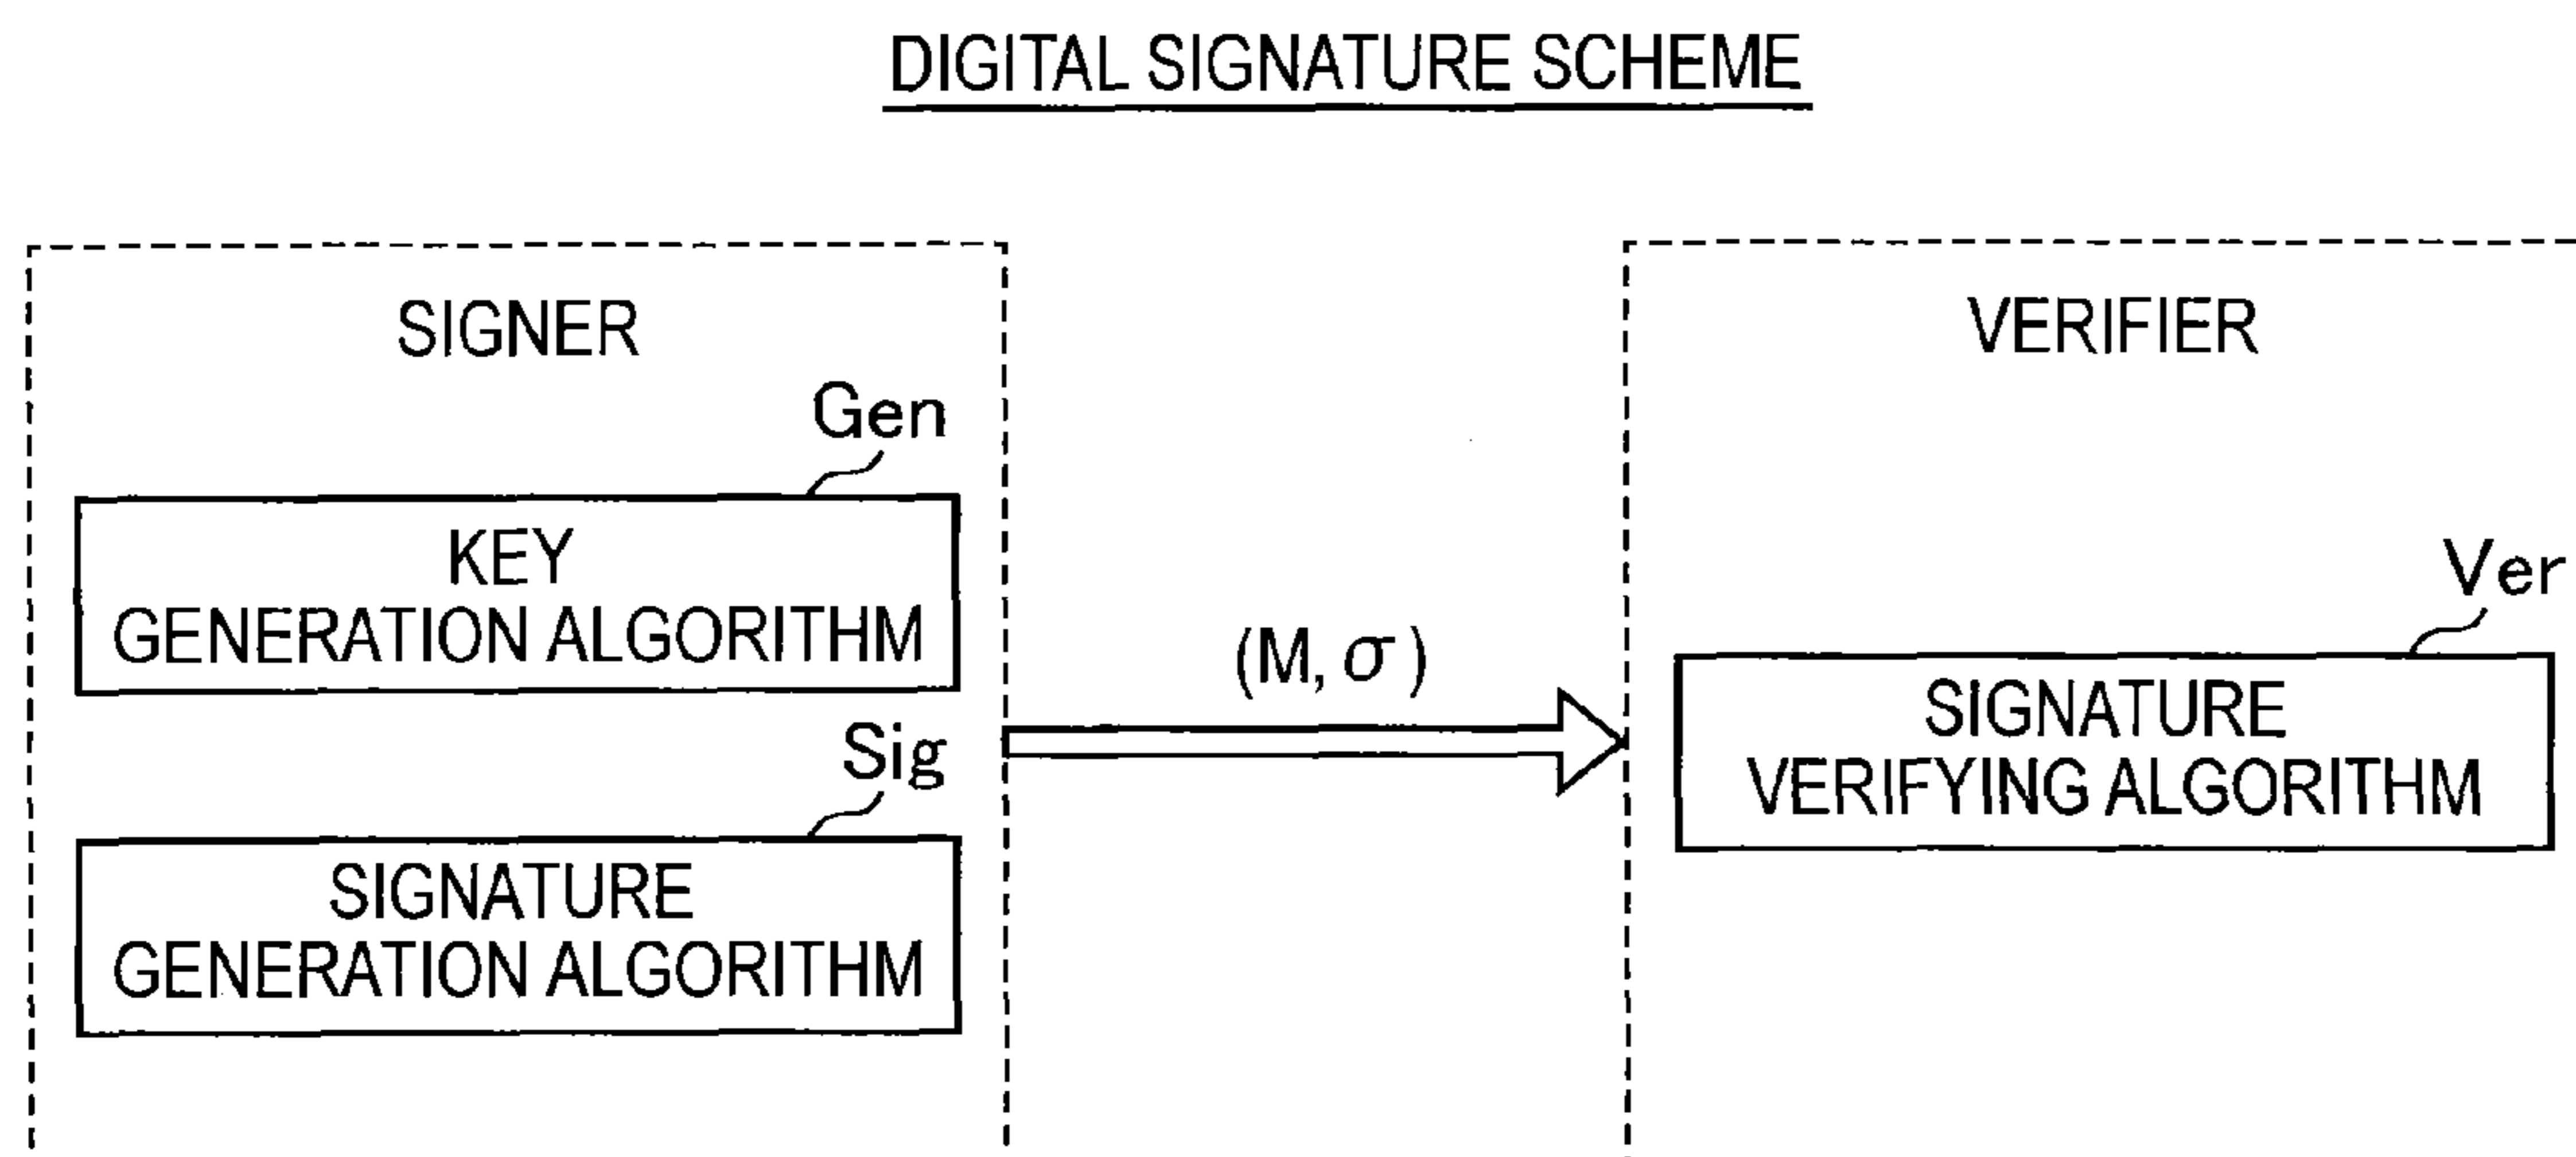 DIGITAL SIGNATURE SCHEME
SIGNER
Gen
KEY
GENERATION ALGORITHM
Sig
SIGNATURE
GENERATION ALGORITHM
(M, σ)
VERIFIER
Ver
SIGNATURE
VERIFYING ALGORITHM